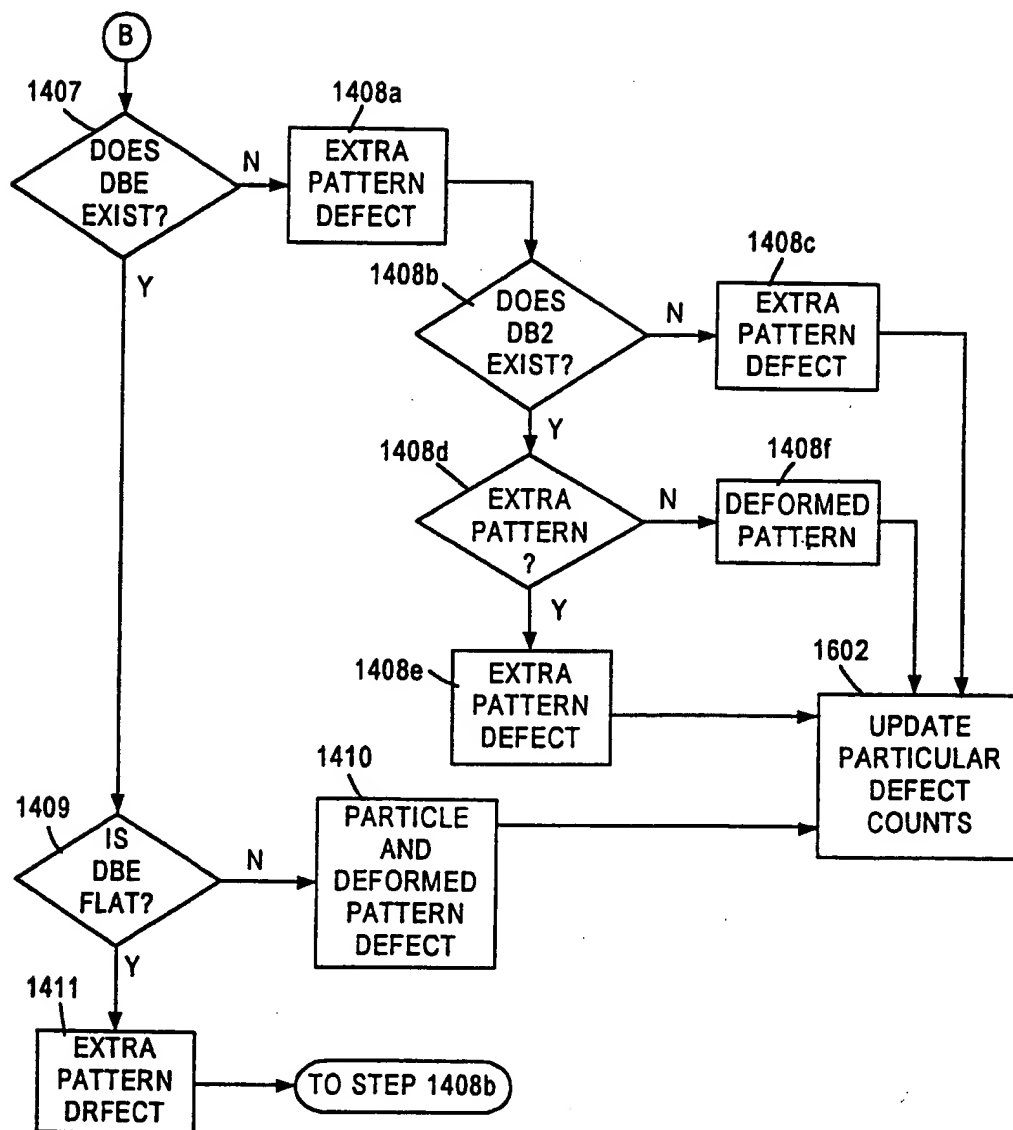 B
1407
DOES
DBE
EXIST?
N
Y
1408a
EXTRA
PATTERN
DEFECT
1408b
DOES
DB2
EXIST?
N
Y
1408c
EXTRA
PATTERN
DEFECT
1408d
EXTRA
PATTERN
?
N
Y
1408f
DEFORMED
PATTERN
1408e
EXTRA
PATTERN
DEFECT
1602
UPDATE
PARTICULAR
DEFECT
COUNTS
1409
IS
DBE
FLAT?
N
Y
1410
PARTICLE
AND
DEFORMED
PATTERN
DEFECT
1411
EXTRA
PATTERN
DRFECT
TO STEP 1408b